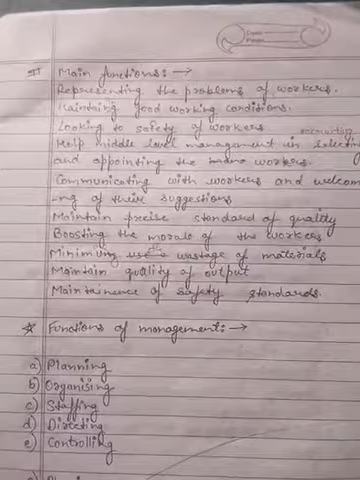 Main functions: →
Representing the problems of workers.
Maintaing good working conditions.
Looking to safety of workers
Help middle level management in selecting
and appointing the workers.
Communicating with workers and welcom
-ing of their suggestions
Maintain precise standard of quality
Boosting the morale of the workers
Minimum wastage of materials
Maintain quality of output
Maintainence of safety standards.
☆ Functions of management: →
a) Planning
b) Organising
c) Staffing
d) Directing
e) Controlling